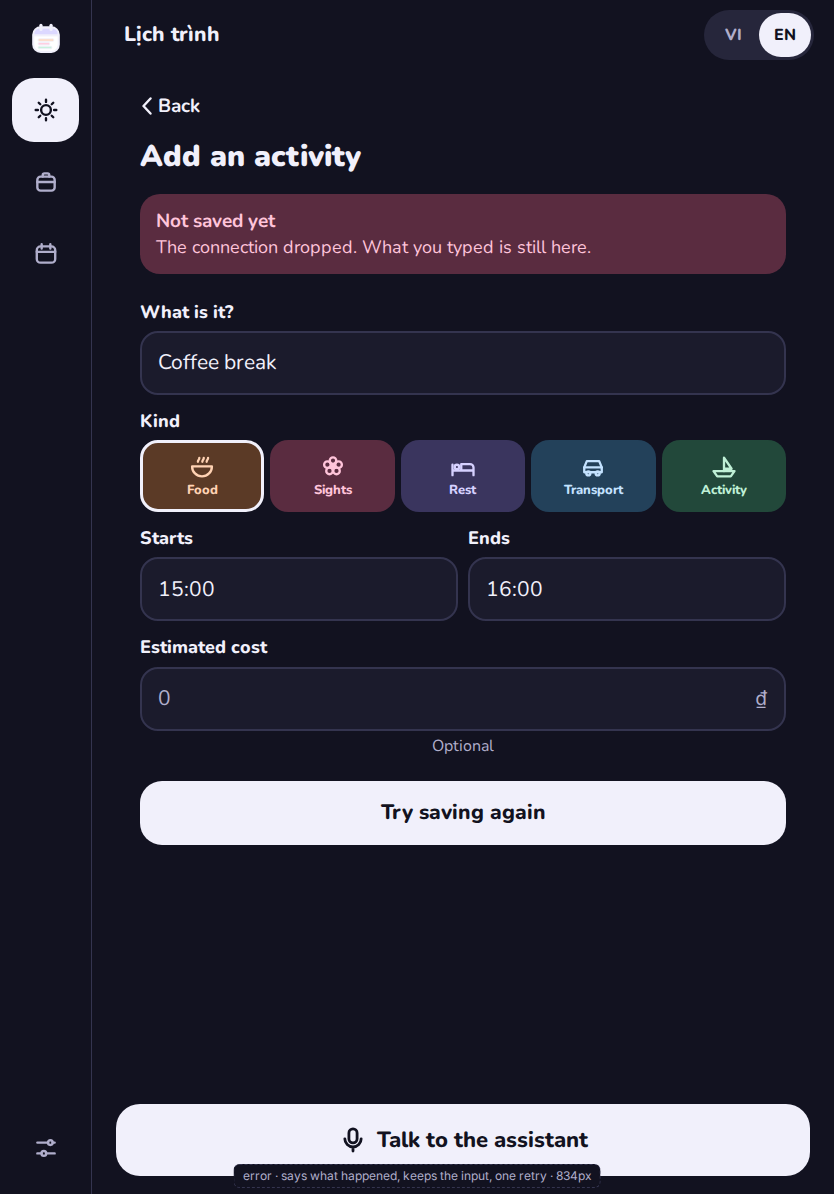 Lịch trình
VI EN
Back
Add an activity
Not saved yet
The connection dropped. What you typed is still here.
What is it?
Coffee break
Kind
Food Sights Rest Transport Activity
Starts Ends
15:00 16:00
Estimated cost
0 ₫
Optional
Try saving again
Talk to the assistant
error · says what happened, keeps the input, one retry · 834px